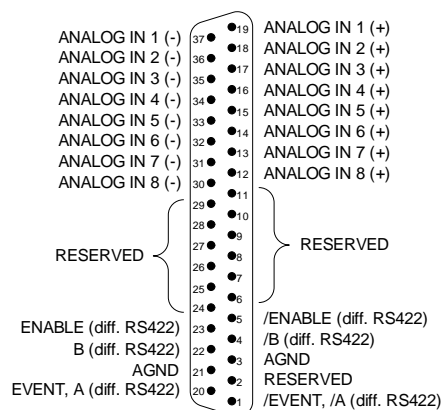 ANALOG IN 1 (-) 37 19 ANALOG IN 1 (+)
ANALOG IN 2 (-) 36 18 ANALOG IN 2 (+)
ANALOG IN 3 (-) 35 17 ANALOG IN 3 (+)
ANALOG IN 4 (-) 34 16 ANALOG IN 4 (+)
ANALOG IN 5 (-) 33 15 ANALOG IN 5 (+)
ANALOG IN 6 (-) 32 14 ANALOG IN 6 (+)
ANALOG IN 7 (-) 31 13 ANALOG IN 7 (+)
ANALOG IN 8 (-) 30 12 ANALOG IN 8 (+)
29 11
28 10
27 9
RESERVED 26 8 RESERVED
25 7
24 6
ENABLE (diff. RS422) 23 5 /ENABLE (diff. RS422)
B (diff. RS422) 22 4 /B (diff. RS422)
AGND 21 3 AGND
EVENT, A (diff. RS422) 20 2 RESERVED
1 /EVENT, /A (diff. RS422)